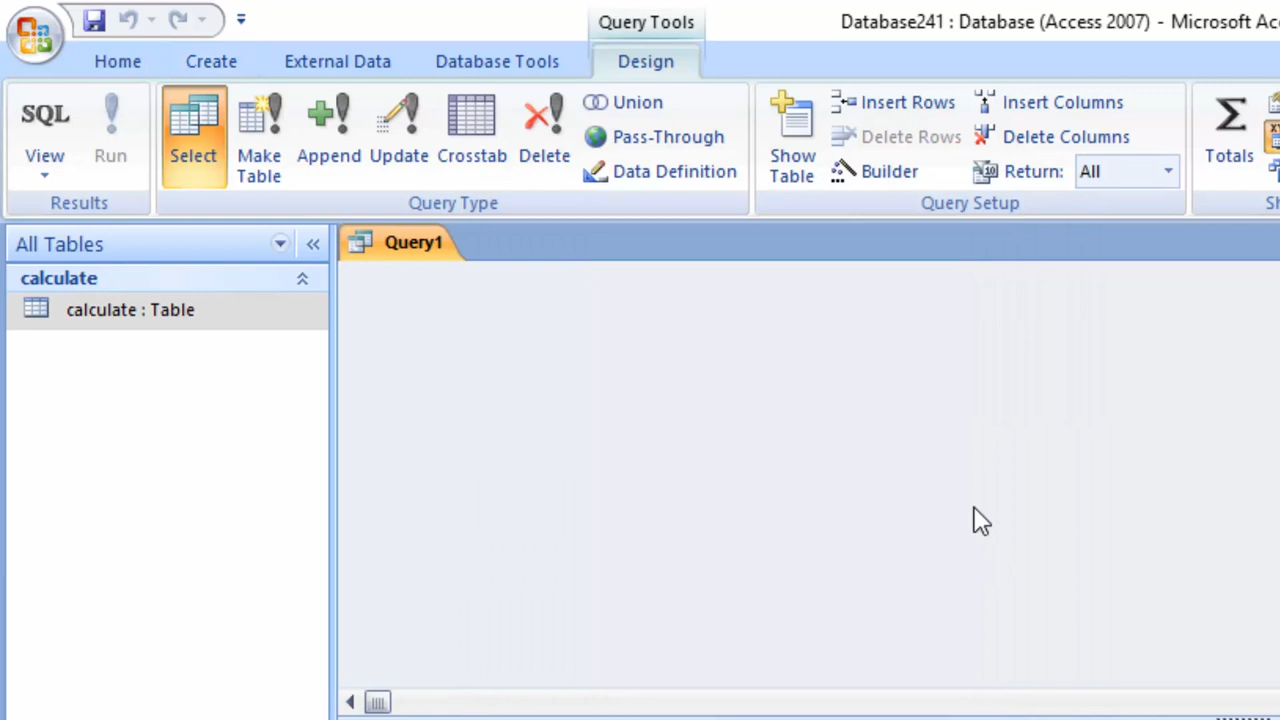 Query Tools
Database241 : Database (Access 2007) - Microsoft Acc
Home Create External Data Database Tools Design
SQL
View
Run
Select
Make
Table
Append
Update
Crosstab
Delete
Union
Pass-Through
Data Definition
Show
Table
Insert Rows
Delete Rows
Builder
Insert Columns
Delete Columns
Return: All
Σ
Totals
Results Query Type Query Setup Sh
All Tables
Query1
calculate
calculate : Table